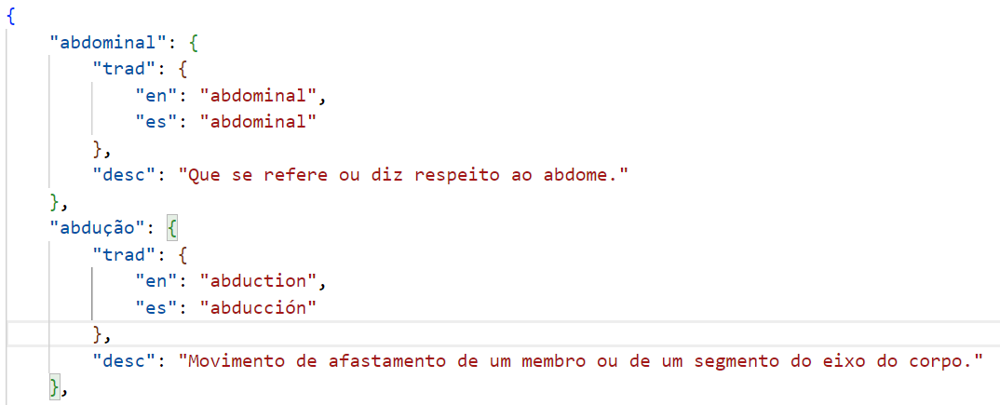 {
    "abdominal": {
        "trad": {
            "en": "abdominal",
            "es": "abdominal"
        },
        "desc": "Que se refere ou diz respeito ao abdome."
    },
    "abdução": {
        "trad": {
            "en": "abduction",
            "es": "abducción"
        },
        "desc": "Movimento de afastamento de um membro ou de um segmento do eixo do corpo."
    },